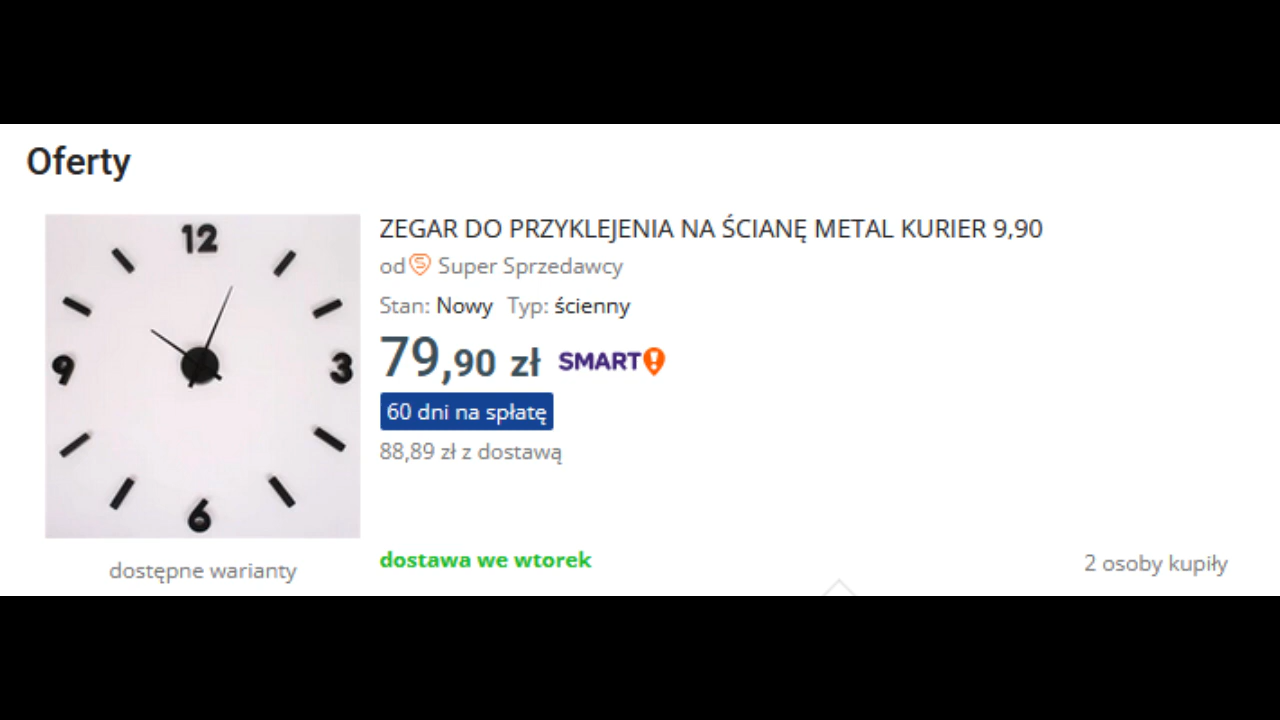 Oferty
12
9
3
6
ZEGAR DO PRZYKLEJENIA NA ŚCIANĘ METAL KURIER 9,90
od Super Sprzedawcy
Stan: Nowy Typ: ścienny
79,90 zł SMART!
60 dni na spłatę
88,89 zł z dostawą
dostawa we wtorek
dostępne warianty
2 osoby kupiły